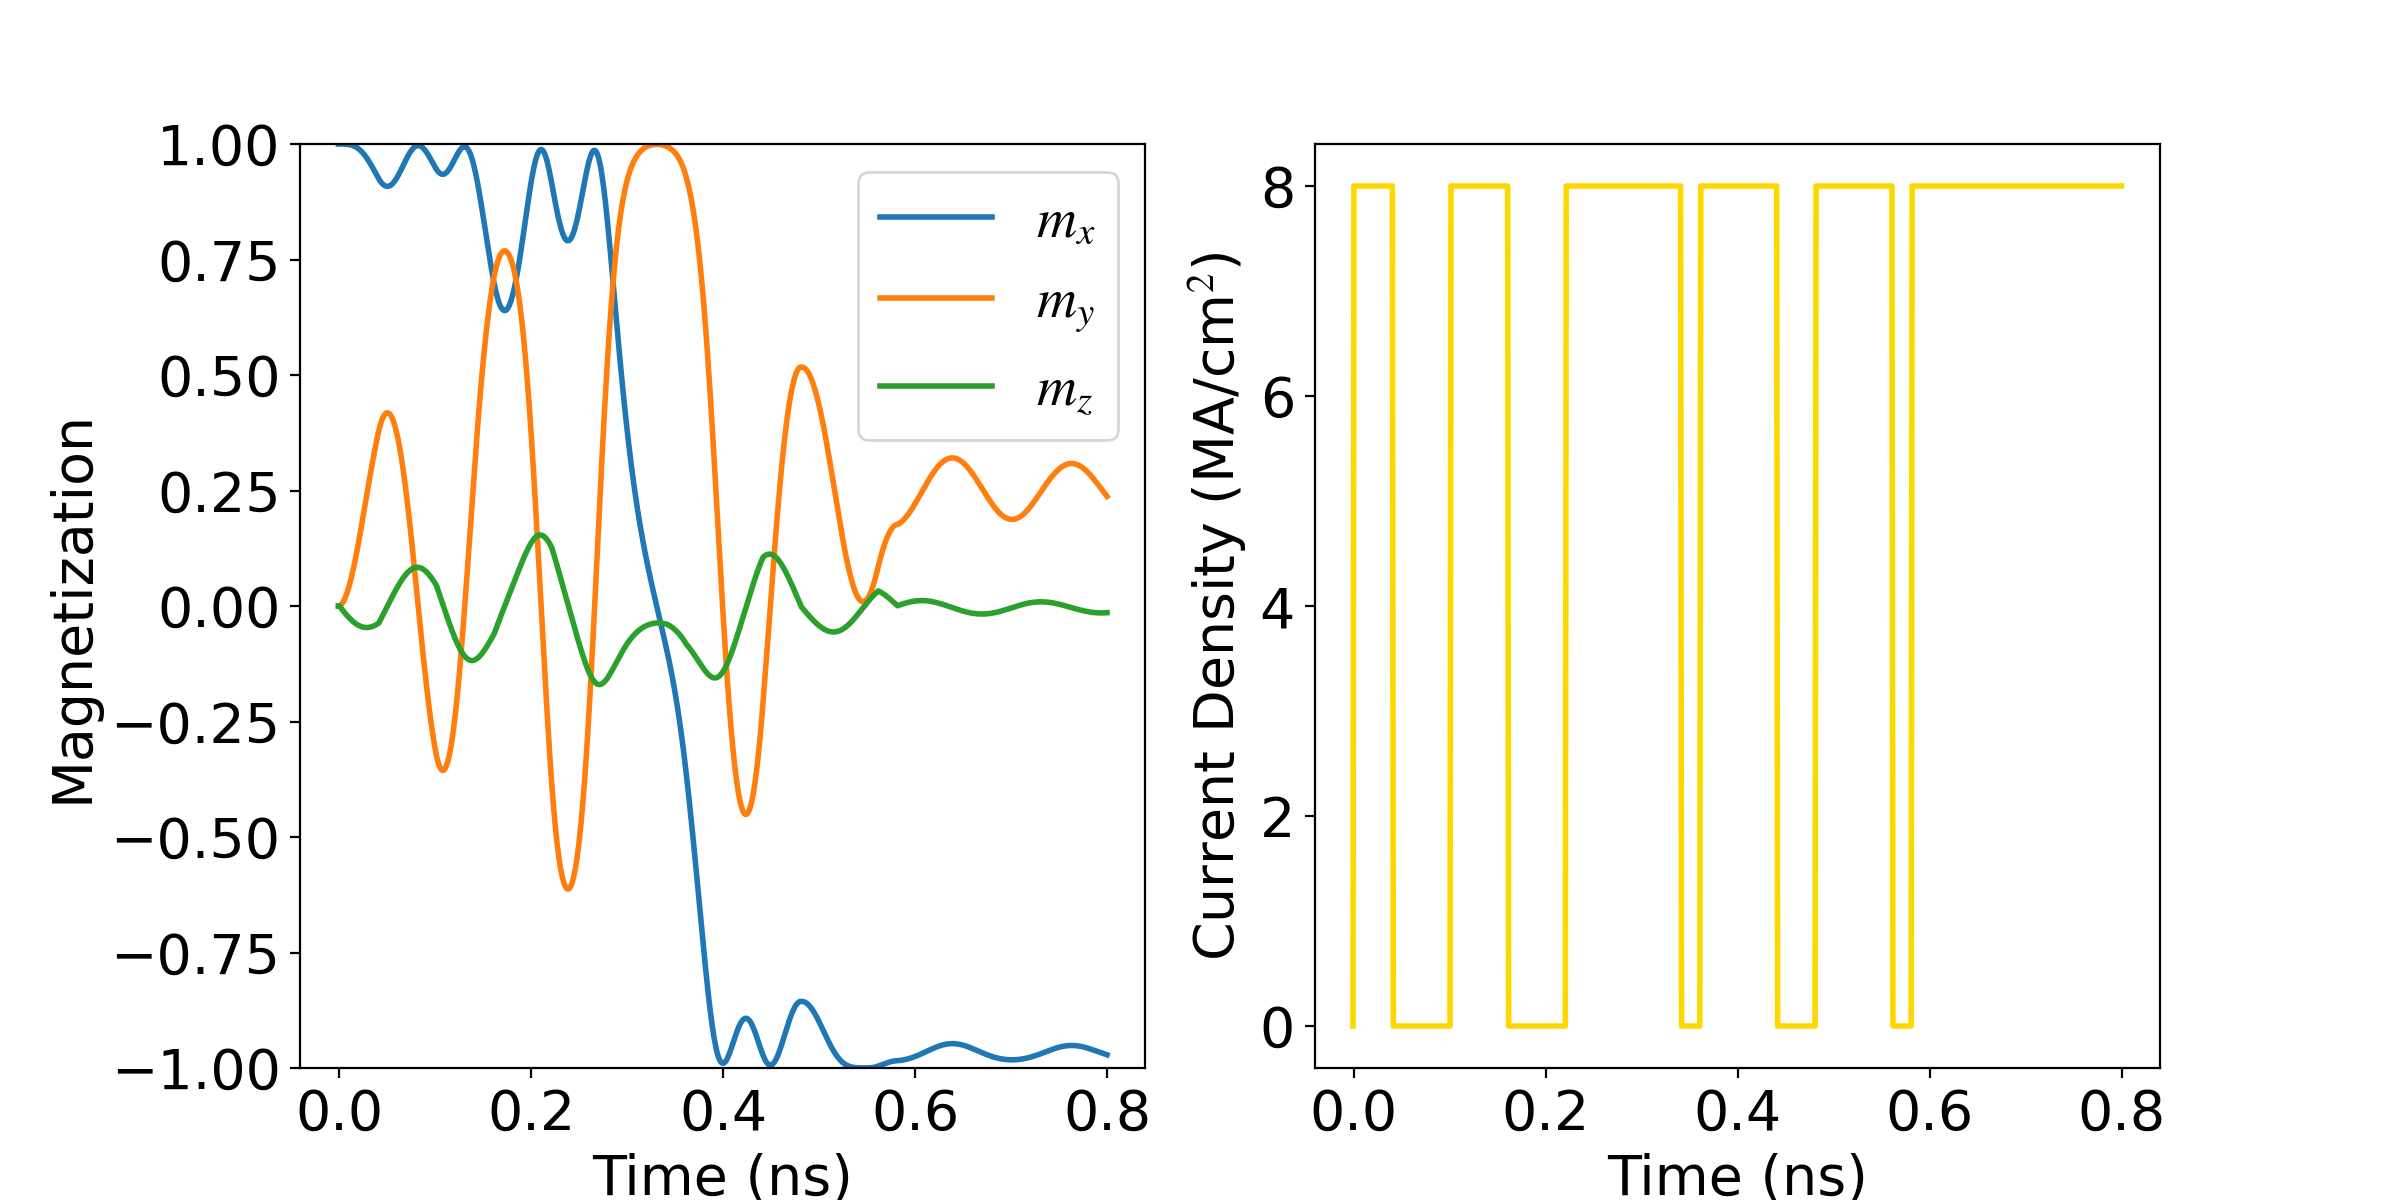 1.00
0.75
0.50
0.25
0.00
−0.25
−0.50
−0.75
−1.00
Magnetization
0.0 0.2 0.4 0.6 0.8
Time (ns)
m_x
m_y
m_z
8
6
4
2
0
Current Density (MA/cm²)
0.0 0.2 0.4 0.6 0.8
Time (ns)